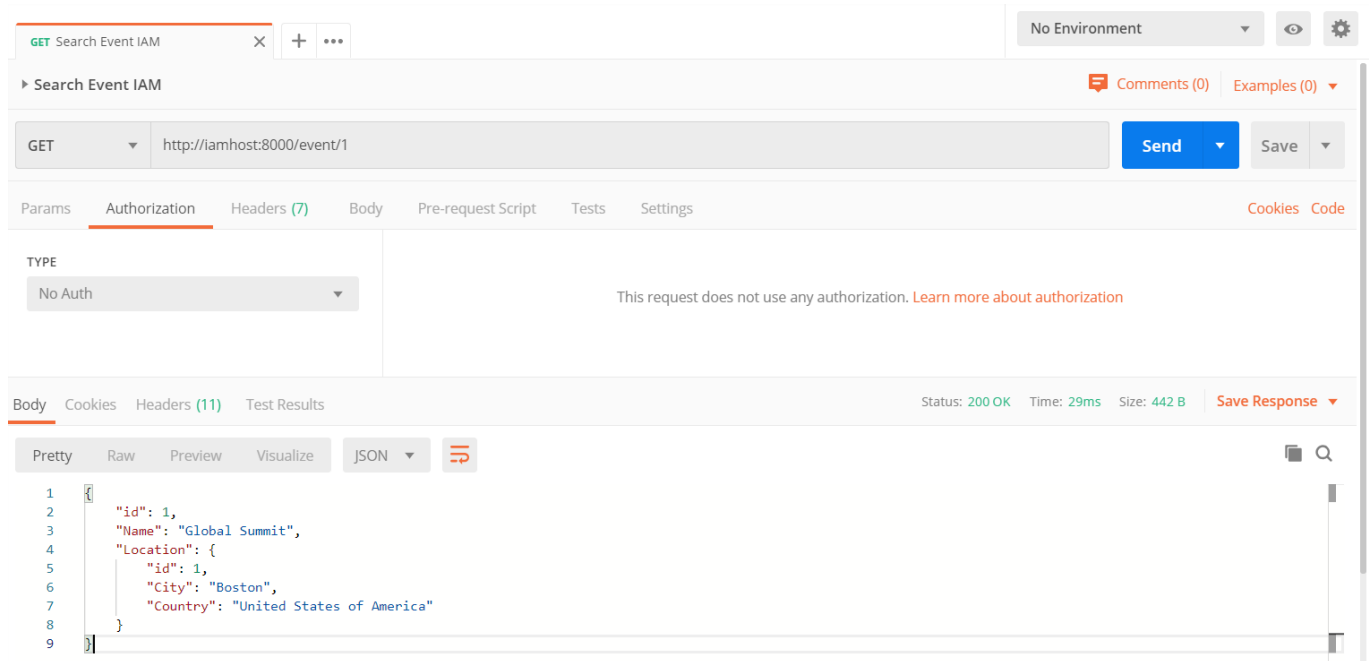 GET Search Event IAM
No Environment
Search Event IAM
Comments (0) Examples (0)
GET http://iamhost:8000/event/1 Send Save
Params Authorization Headers (7) Body Pre-request Script Tests Settings Cookies Code
TYPE
No Auth
This request does not use any authorization. Learn more about authorization
Body Cookies Headers (11) Test Results Status: 200 OK Time: 29ms Size: 442 B Save Response
Pretty Raw Preview Visualize JSON
1 {
2 "id": 1,
3 "Name": "Global Summit",
4 "Location": {
5 "id": 1,
6 "City": "Boston",
7 "Country": "United States of America"
8 }
9 }